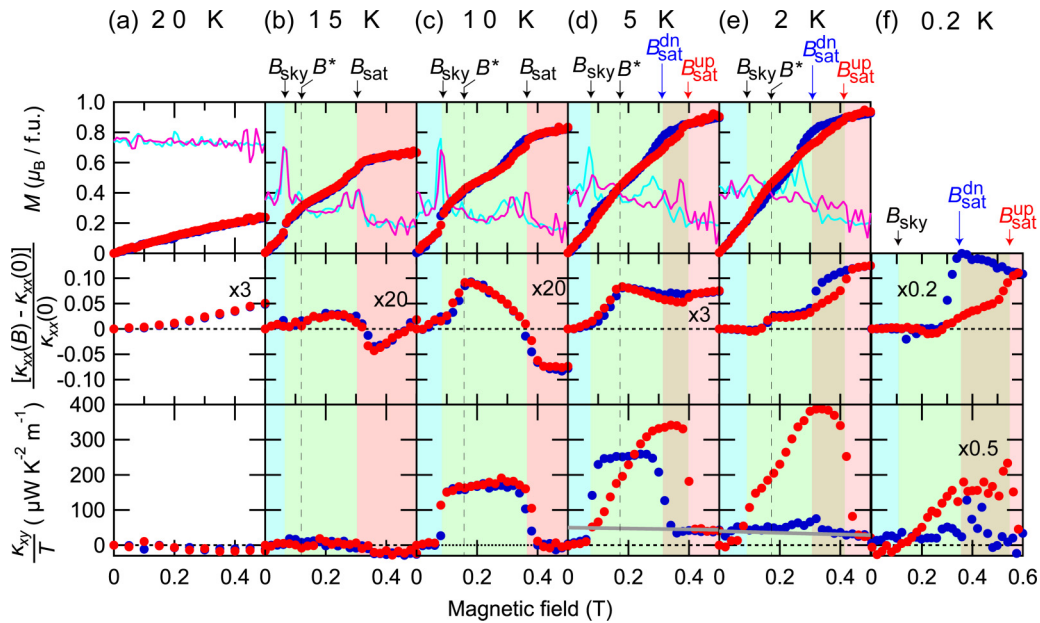 (a) 20 K (b) 15 K (c) 10 K (d) 5 K (e) 2 K (f) 0.2 K
B_sky B* B_sat
B_sky B* B_sat
B_sky B* B_sat^dn B_sat^up
B_sky B* B_sat^dn B_sat^up
B_sky B_sat^dn B_sat^up
M (μ_B / f.u.)
1.0
0.8
0.6
0.4
0.2
0
[κ_xx(B) - κ_xx(0)]
κ_xx(0)
0.10
0.05
0
-0.05
-0.10
x3 x20 x20 x3 x0.2
κ_xy
T
( μW K⁻² m⁻¹)
400
300
200
100
0
x0.5
0 0.2 0.4 0 0.2 0.4 0 0.2 0.4 0 0.2 0.4 0 0.2 0.4 0 0.2 0.4 0.6
Magnetic field (T)